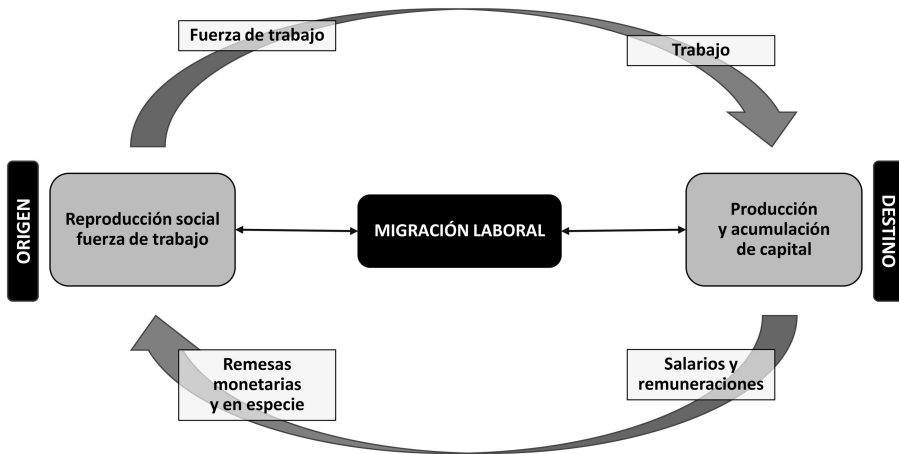 Fuerza de trabajo
Trabajo
ORIGEN
Reproducción social
fuerza de trabajo
MIGRACIÓN LABORAL
Producción
y acumulación
de capital
DESTINO
Remesas
monetarias
y en especie
Salarios y
remuneraciones